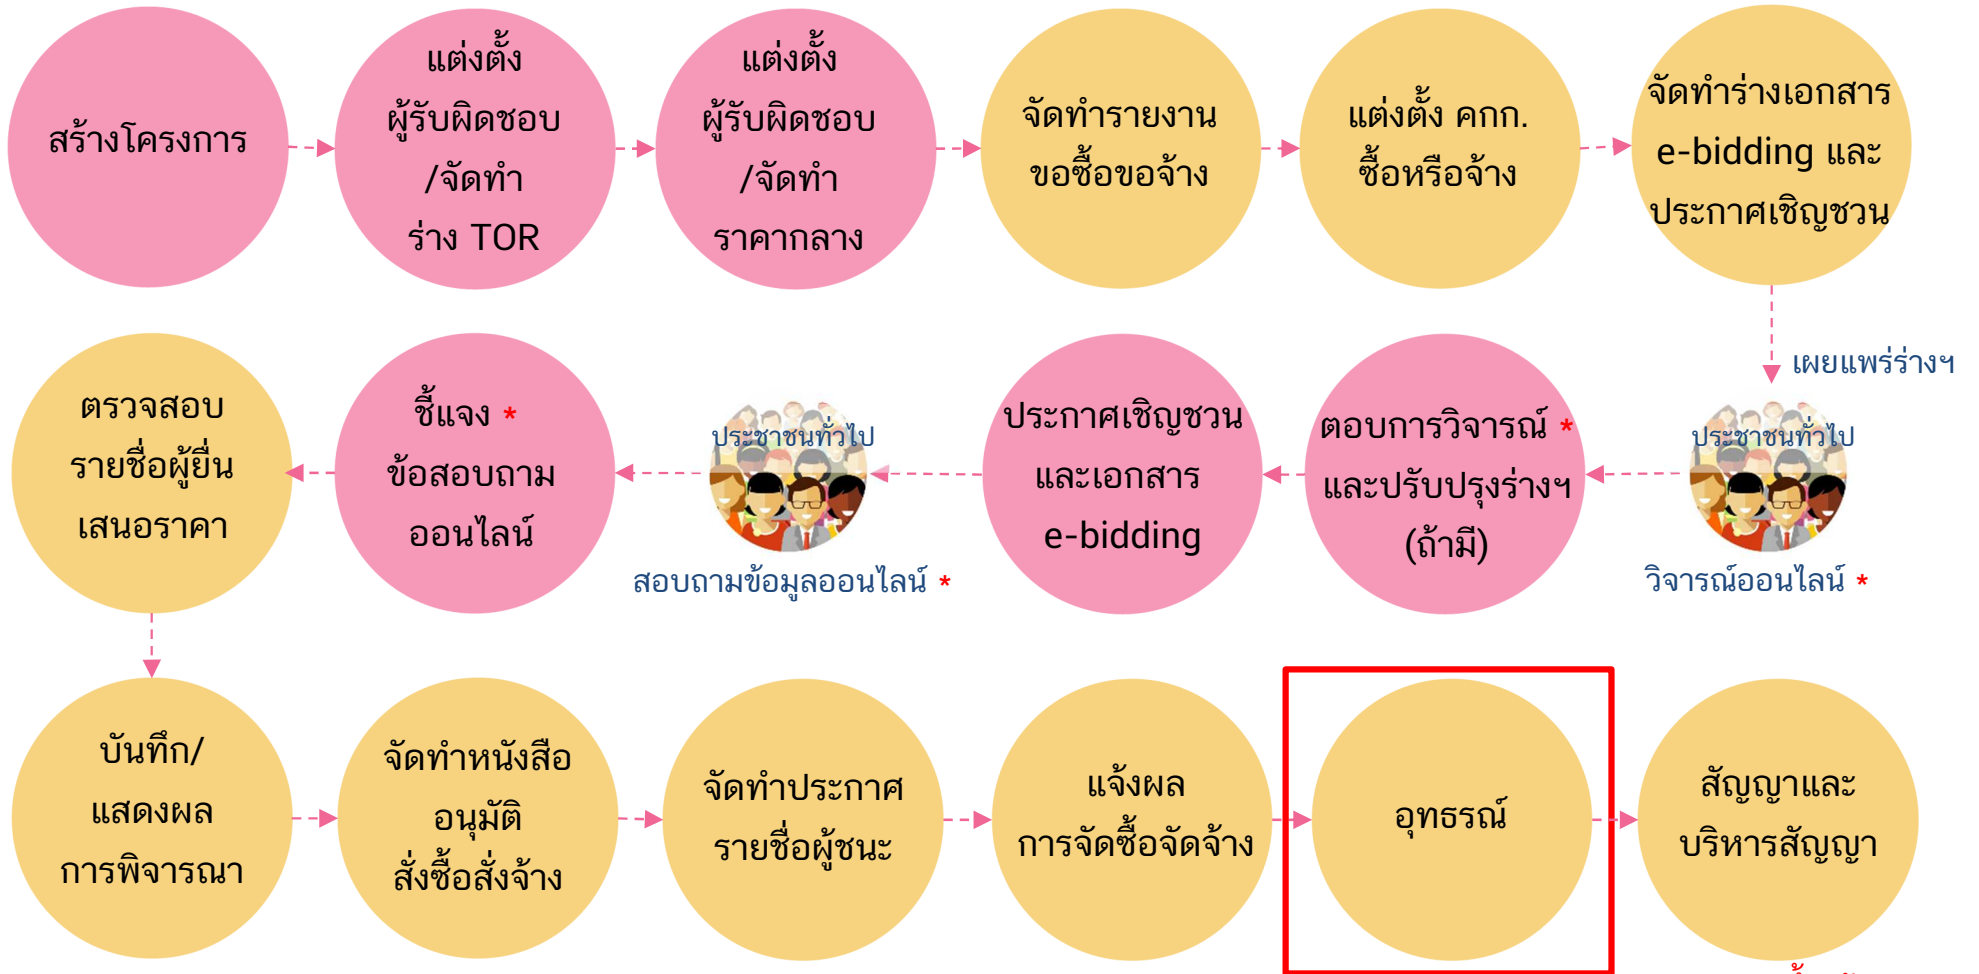 สร้างโครงการ
แต่งตั้ง
ผู้รับผิดชอบ
/จัดทำ
ร่าง TOR
แต่งตั้ง
ผู้รับผิดชอบ
/จัดทำ
ราคากลาง
จัดทำรายงาน
ขอซื้อขอจ้าง
แต่งตั้ง คกก.
ซื้อหรือจ้าง
จัดทำร่างเอกสาร
e-bidding และ
ประกาศเชิญชวน
เผยแพร่ร่างฯ
ประชาชนทั่วไป
วิจารณ์ออนไลน์ *
ตอบการวิจารณ์ *
และปรับปรุงร่างฯ
(ถ้ามี)
ประกาศเชิญชวน
และเอกสาร
e-bidding
ประชาชนทั่วไป
สอบถามข้อมูลออนไลน์ *
ชี้แจง *
ข้อสอบถาม
ออนไลน์
ตรวจสอบ
รายชื่อผู้ยื่น
เสนอราคา
บันทึก/
แสดงผล
การพิจารณา
จัดทำหนังสือ
อนุมัติ
สั่งซื้อสั่งจ้าง
จัดทำประกาศ
รายชื่อผู้ชนะ
แจ้งผล
การจัดซื้อจัดจ้าง
อุทธรณ์
สัญญาและ
บริหารสัญญา